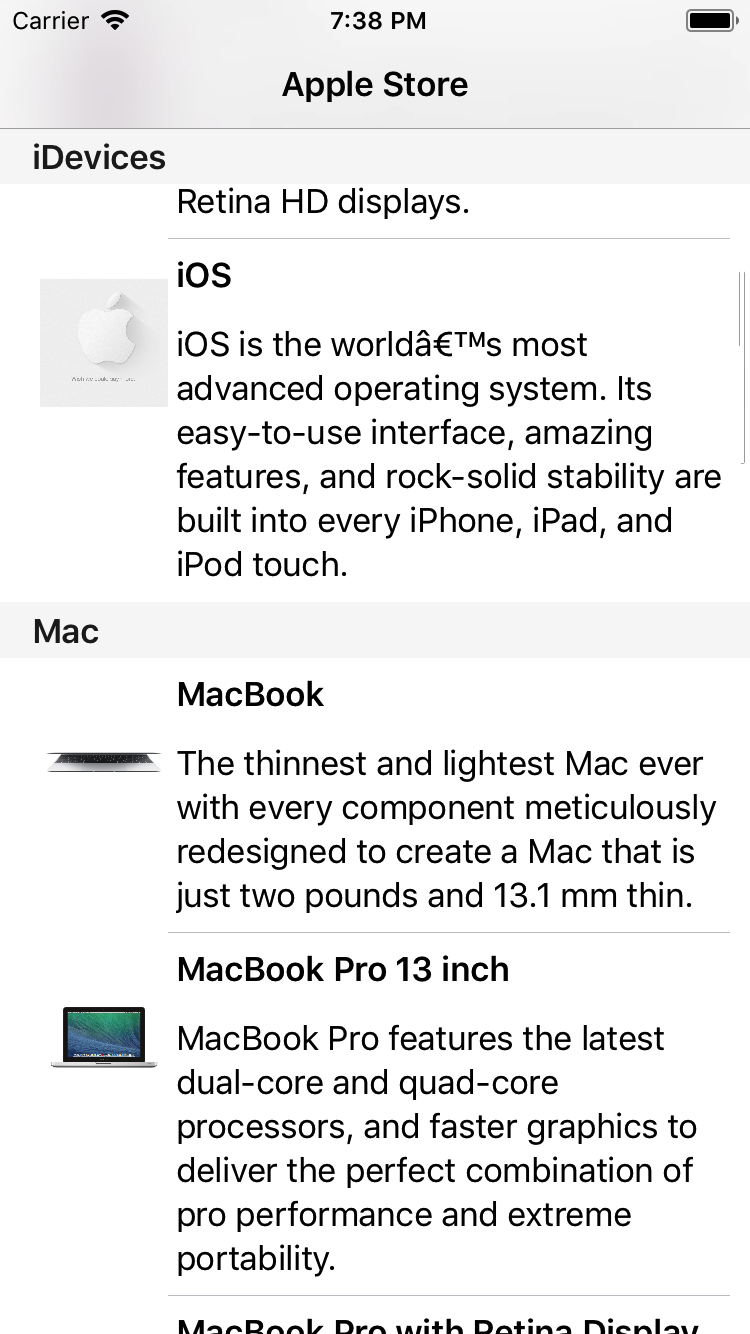 Carrier 7:38 PM
Apple Store
iDevices
Retina HD displays.
iOS
iOS is the worldâ€™s most
advanced operating system. Its
easy-to-use interface, amazing
features, and rock-solid stability are
built into every iPhone, iPad, and
iPod touch.
Mac
MacBook
The thinnest and lightest Mac ever
with every component meticulously
redesigned to create a Mac that is
just two pounds and 13.1 mm thin.
MacBook Pro 13 inch
MacBook Pro features the latest
dual-core and quad-core
processors, and faster graphics to
deliver the perfect combination of
pro performance and extreme
portability.
MacBook Pro with Retina Display